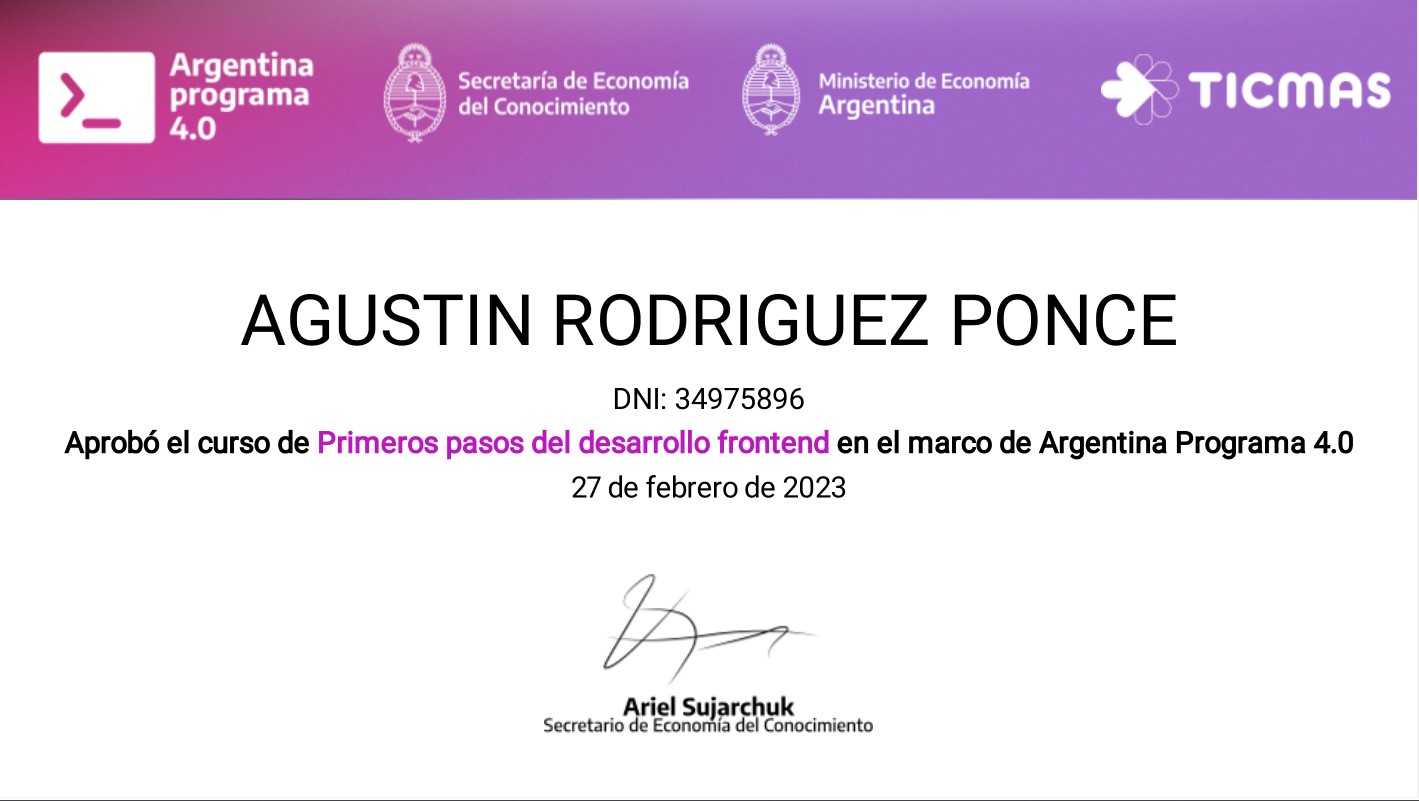 Argentina
programa
4.0
Secretaría de Economía
del Conocimiento
Ministerio de Economía
Argentina
TICMAS
AGUSTIN RODRIGUEZ PONCE
DNI: 34975896
Aprobó el curso de Primeros pasos del desarrollo frontend en el marco de Argentina Programa 4.0
27 de febrero de 2023
Ariel Sujarchuk
Secretario de Economía del Conocimiento